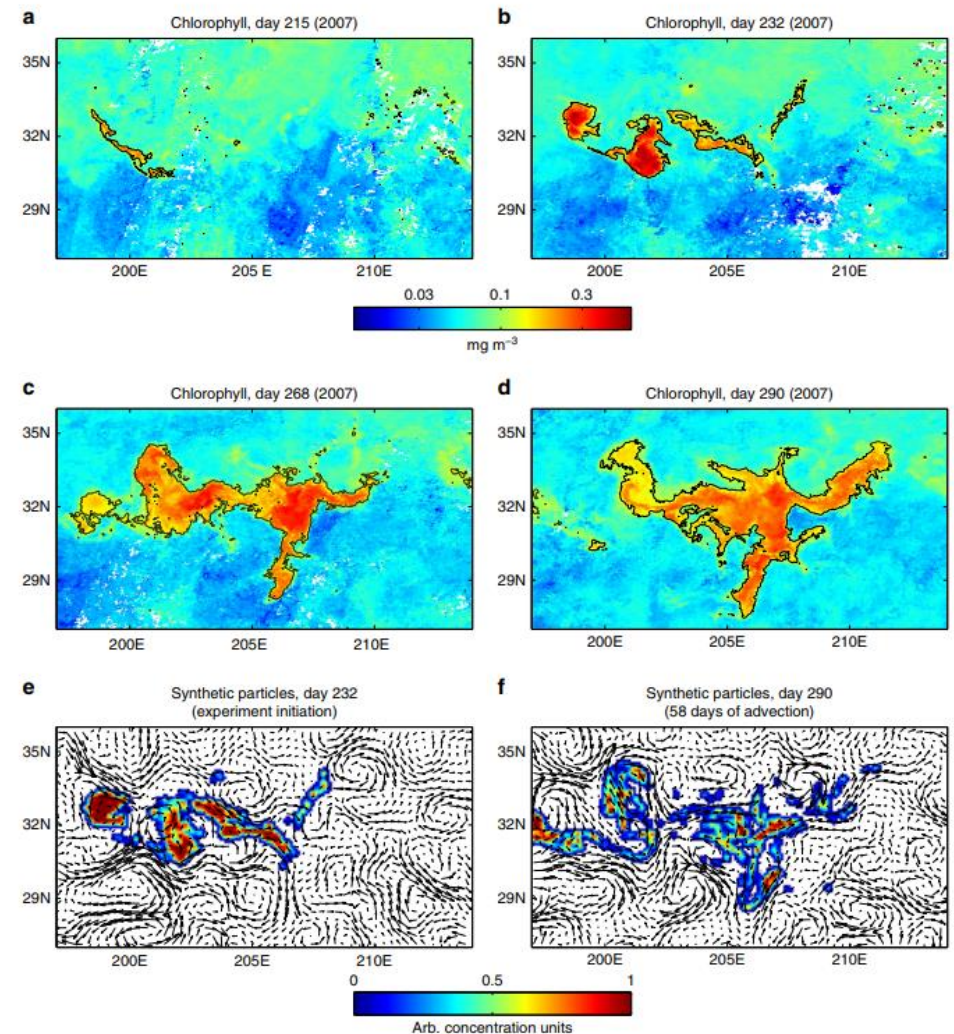 a
Chlorophyll, day 215 (2007)
35N
32N
29N
200E
205 E
210E
b
Chlorophyll, day 232 (2007)
35N
32N
29N
200E
205E
210E
0.03
0.1
0.3
mg m⁻³
c
Chlorophyll, day 268 (2007)
35N
32N
29N
200E
205E
210E
d
Chlorophyll, day 290 (2007)
35N
32N
29N
200E
205E
210E
e
Synthetic particles, day 232
(experiment initiation)
35N
32N
29N
200E
205E
210E
f
Synthetic particles, day 290
(58 days of advection)
35N
32N
29N
200E
205E
210E
0
0.5
1
Arb. concentration units